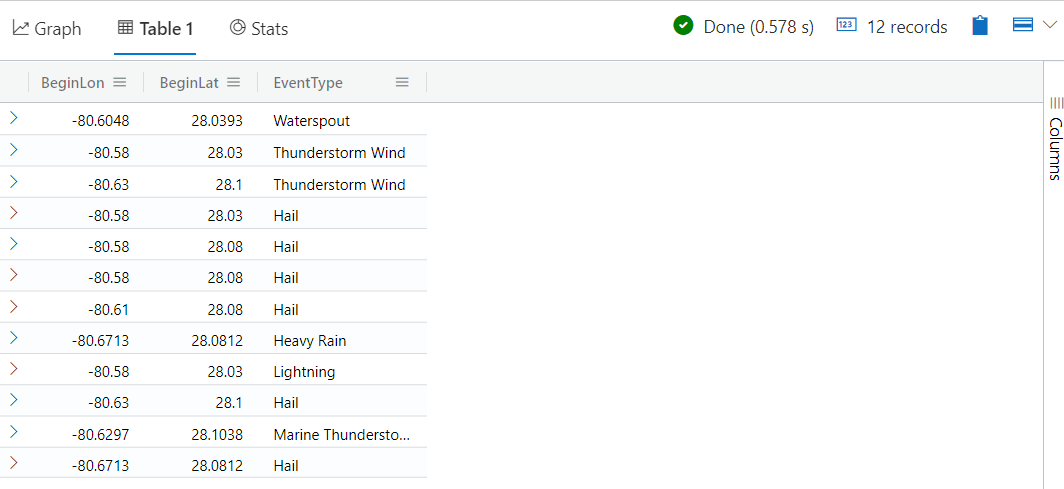 Graph Table 1 Stats Done (0.578 s) 123 12 records
BeginLon BeginLat EventType
-80.6048 28.0393 Waterspout
-80.58 28.03 Thunderstorm Wind
-80.63 28.1 Thunderstorm Wind
-80.58 28.03 Hail
-80.58 28.08 Hail
-80.58 28.08 Hail
-80.61 28.08 Hail
-80.6713 28.0812 Heavy Rain
-80.58 28.03 Lightning
-80.63 28.1 Hail
-80.6297 28.1038 Marine Thundersto...
-80.6713 28.0812 Hail
Columns